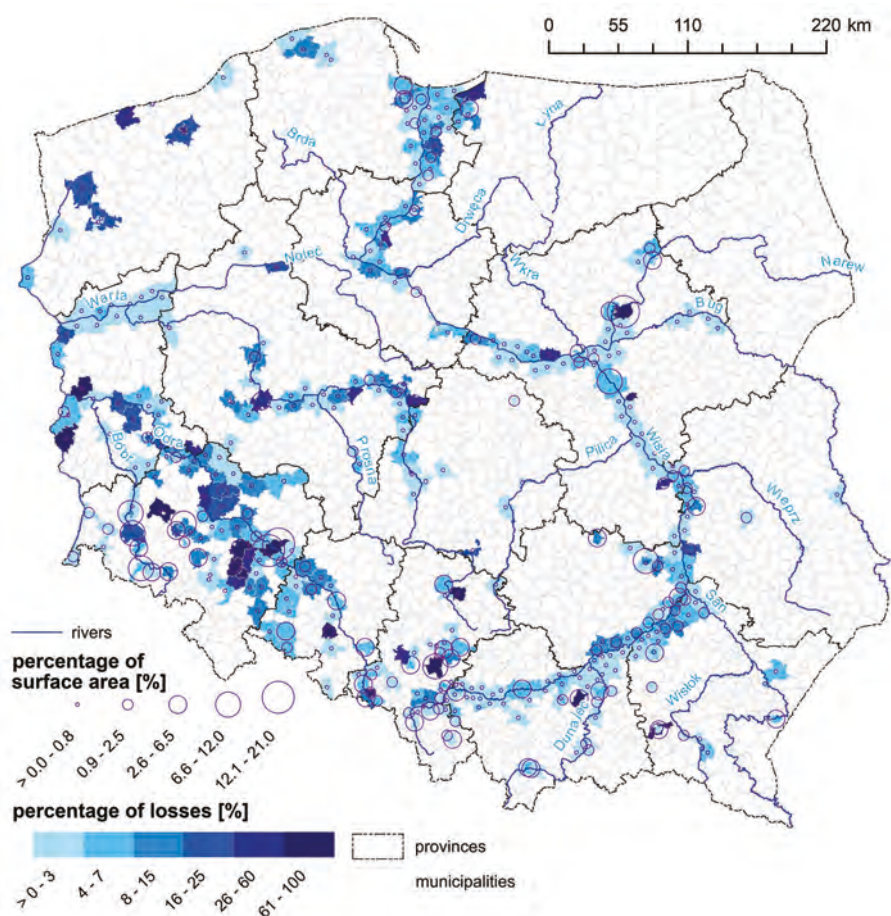 0 55 110 220 km
Łyna
Brda
Drwęca
Noteć
Wkra
Narew
Warta
Bug
Bóbr
Odra
Prosna
Pilica
Wisła
Wieprz
San
Wisłok
Dunajec
rivers
percentage of
surface area [%]
> 0.0 - 0.8
0.9 - 2.5
2.6 - 6.5
6.6 - 12.0
12.1 - 21.0
percentage of losses [%]
> 0 - 3
4 - 7
8 - 15
16 - 25
26 - 60
61 - 100
provinces
municipalities